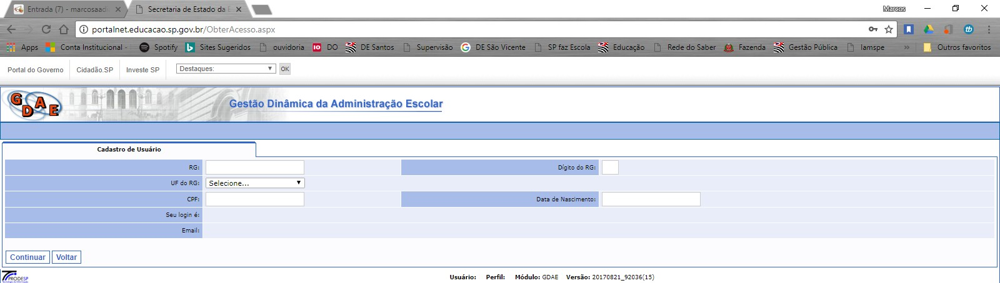 Entrada (7) - marcosaad
Secretaria de Estado da E
Marcos
portalnet.educacao.sp.gov.br/ObterAcesso.aspx
Apps
Conta Institucional -
Spotify
Sites Sugeridos
ouvidoria
DO
DE Santos
Supervisão
DE São Vicente
SP faz Escola
Educação
Rede do Saber
Fazenda
Gestão Pública
Iamspe
»
Outros favoritos
Portal do Governo
Cidadão.SP
Investe SP
Destaques:
OK
GDAE
Gestão Dinâmica da Administração Escolar
Cadastro de Usuário
RG:
Dígito do RG:
UF do RG:
Selecione...
CPF:
Data de Nascimento:
Seu login é:
Email:
Continuar
Voltar
PRODESP
Usuário: Perfil: Módulo: GDAE Versão: 20170821_92036(15)